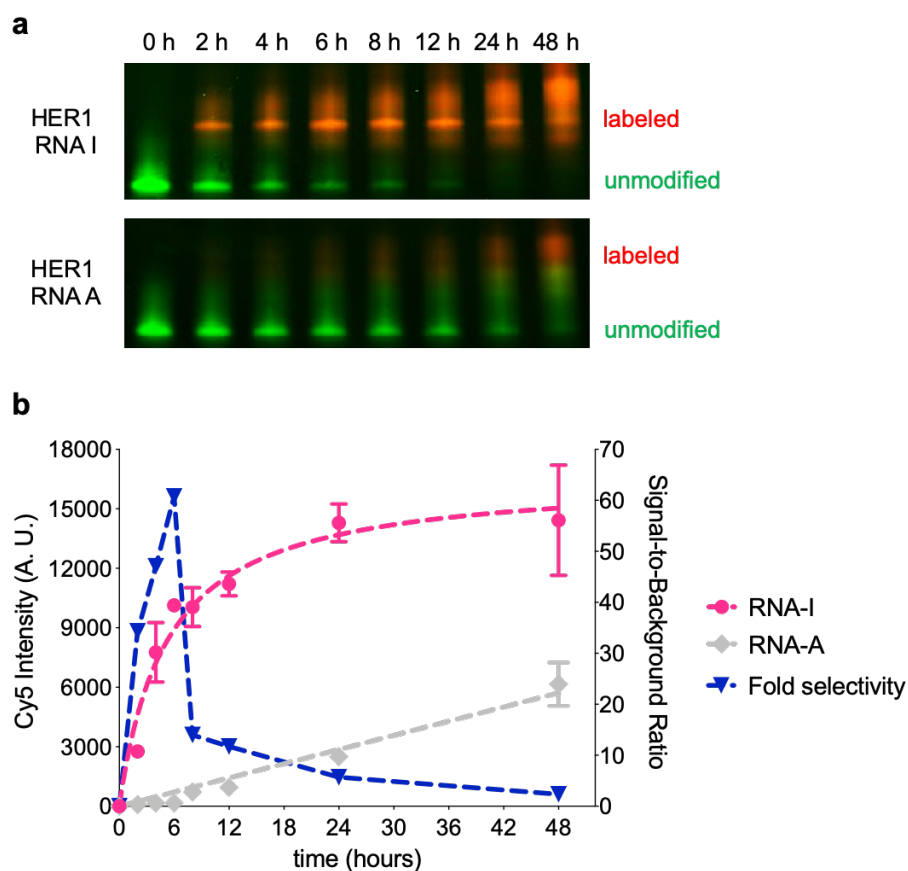 a
0 h 2 h 4 h 6 h 8 h 12 h 24 h 48 h
HER1
RNA I
labeled
unmodified
HER1
RNA A
labeled
unmodified
b
18000
15000
12000
9000
6000
3000
0
Cy5 Intensity (A. U.)
70
60
50
40
30
20
10
0
Signal-to-Background Ratio
0 6 12 18 24 30 36 42 48
time (hours)
RNA-I
RNA-A
Fold selectivity